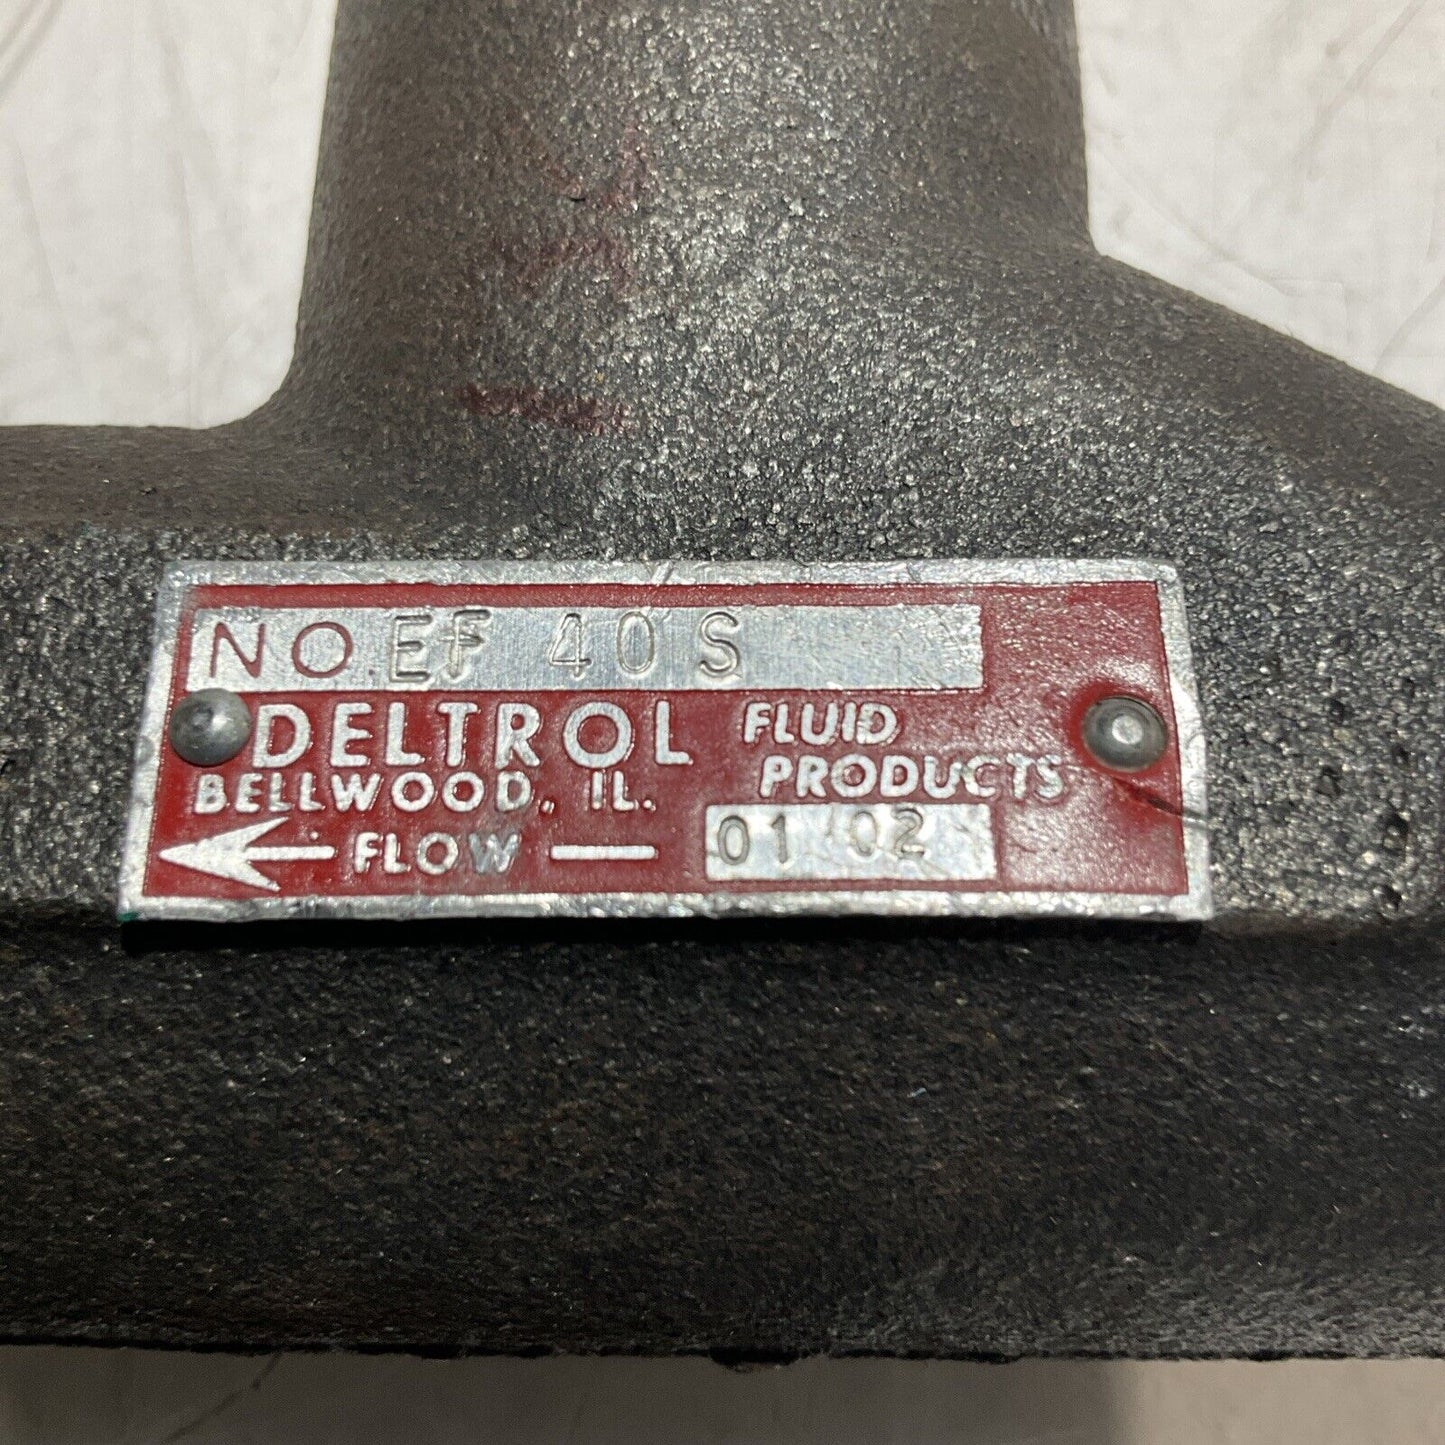 NO. EF 40 S
DELTROL FLUID PRODUCTS
BELLWOOD, IL.
FLOW
01 02